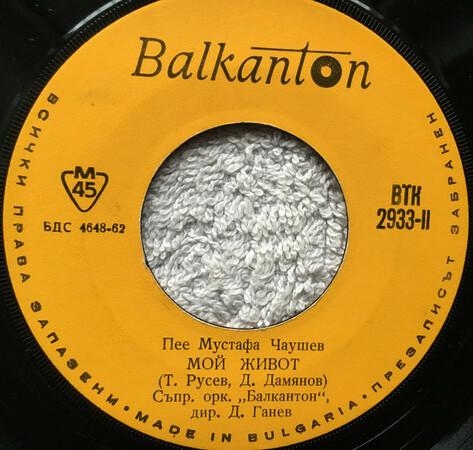 Balkanton
M
45
БДС 4648-62
ВТК
2933-II
Пее Мустафа Чаушев
МОЙ ЖИВОТ
(Т. Русев, Д. Дамянов)
Съпр. орк. „Балкантон“,
дир. Д. Ганев
ВСИЧКИ ПРАВА ЗАПАЗЕНИ • MADE IN BULGARIA • ПРЕЗАПИСЪТ ЗАБРАНЕН